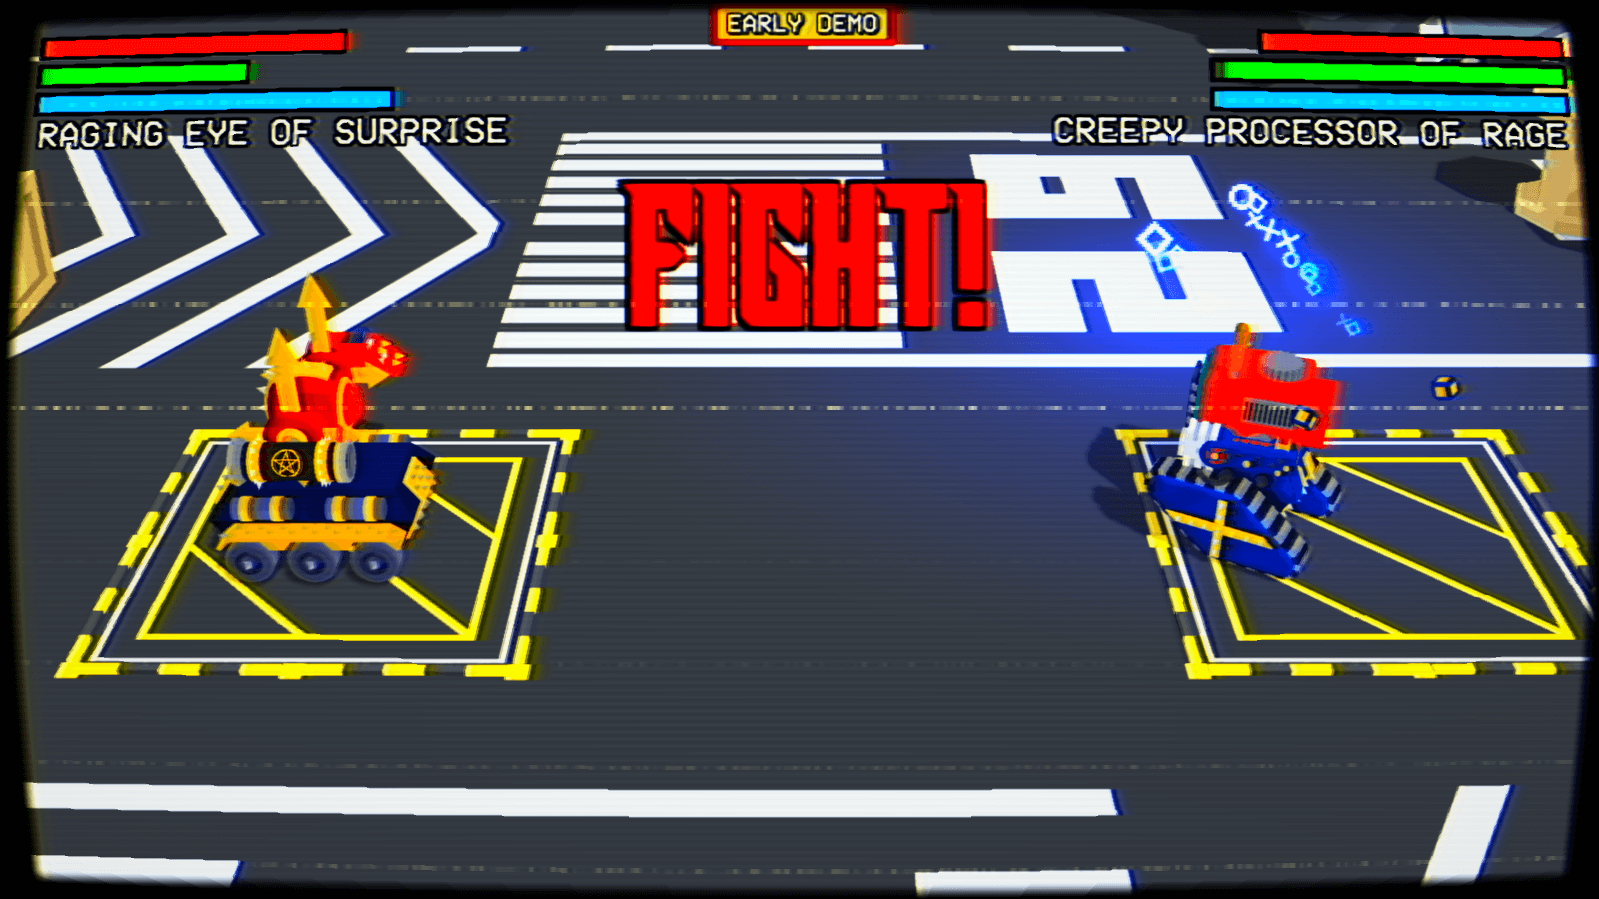 EARLY DEMO
RAGING EYE OF SURPRISE
CREEPY PROCESSOR OF RAGE
FIGHT!